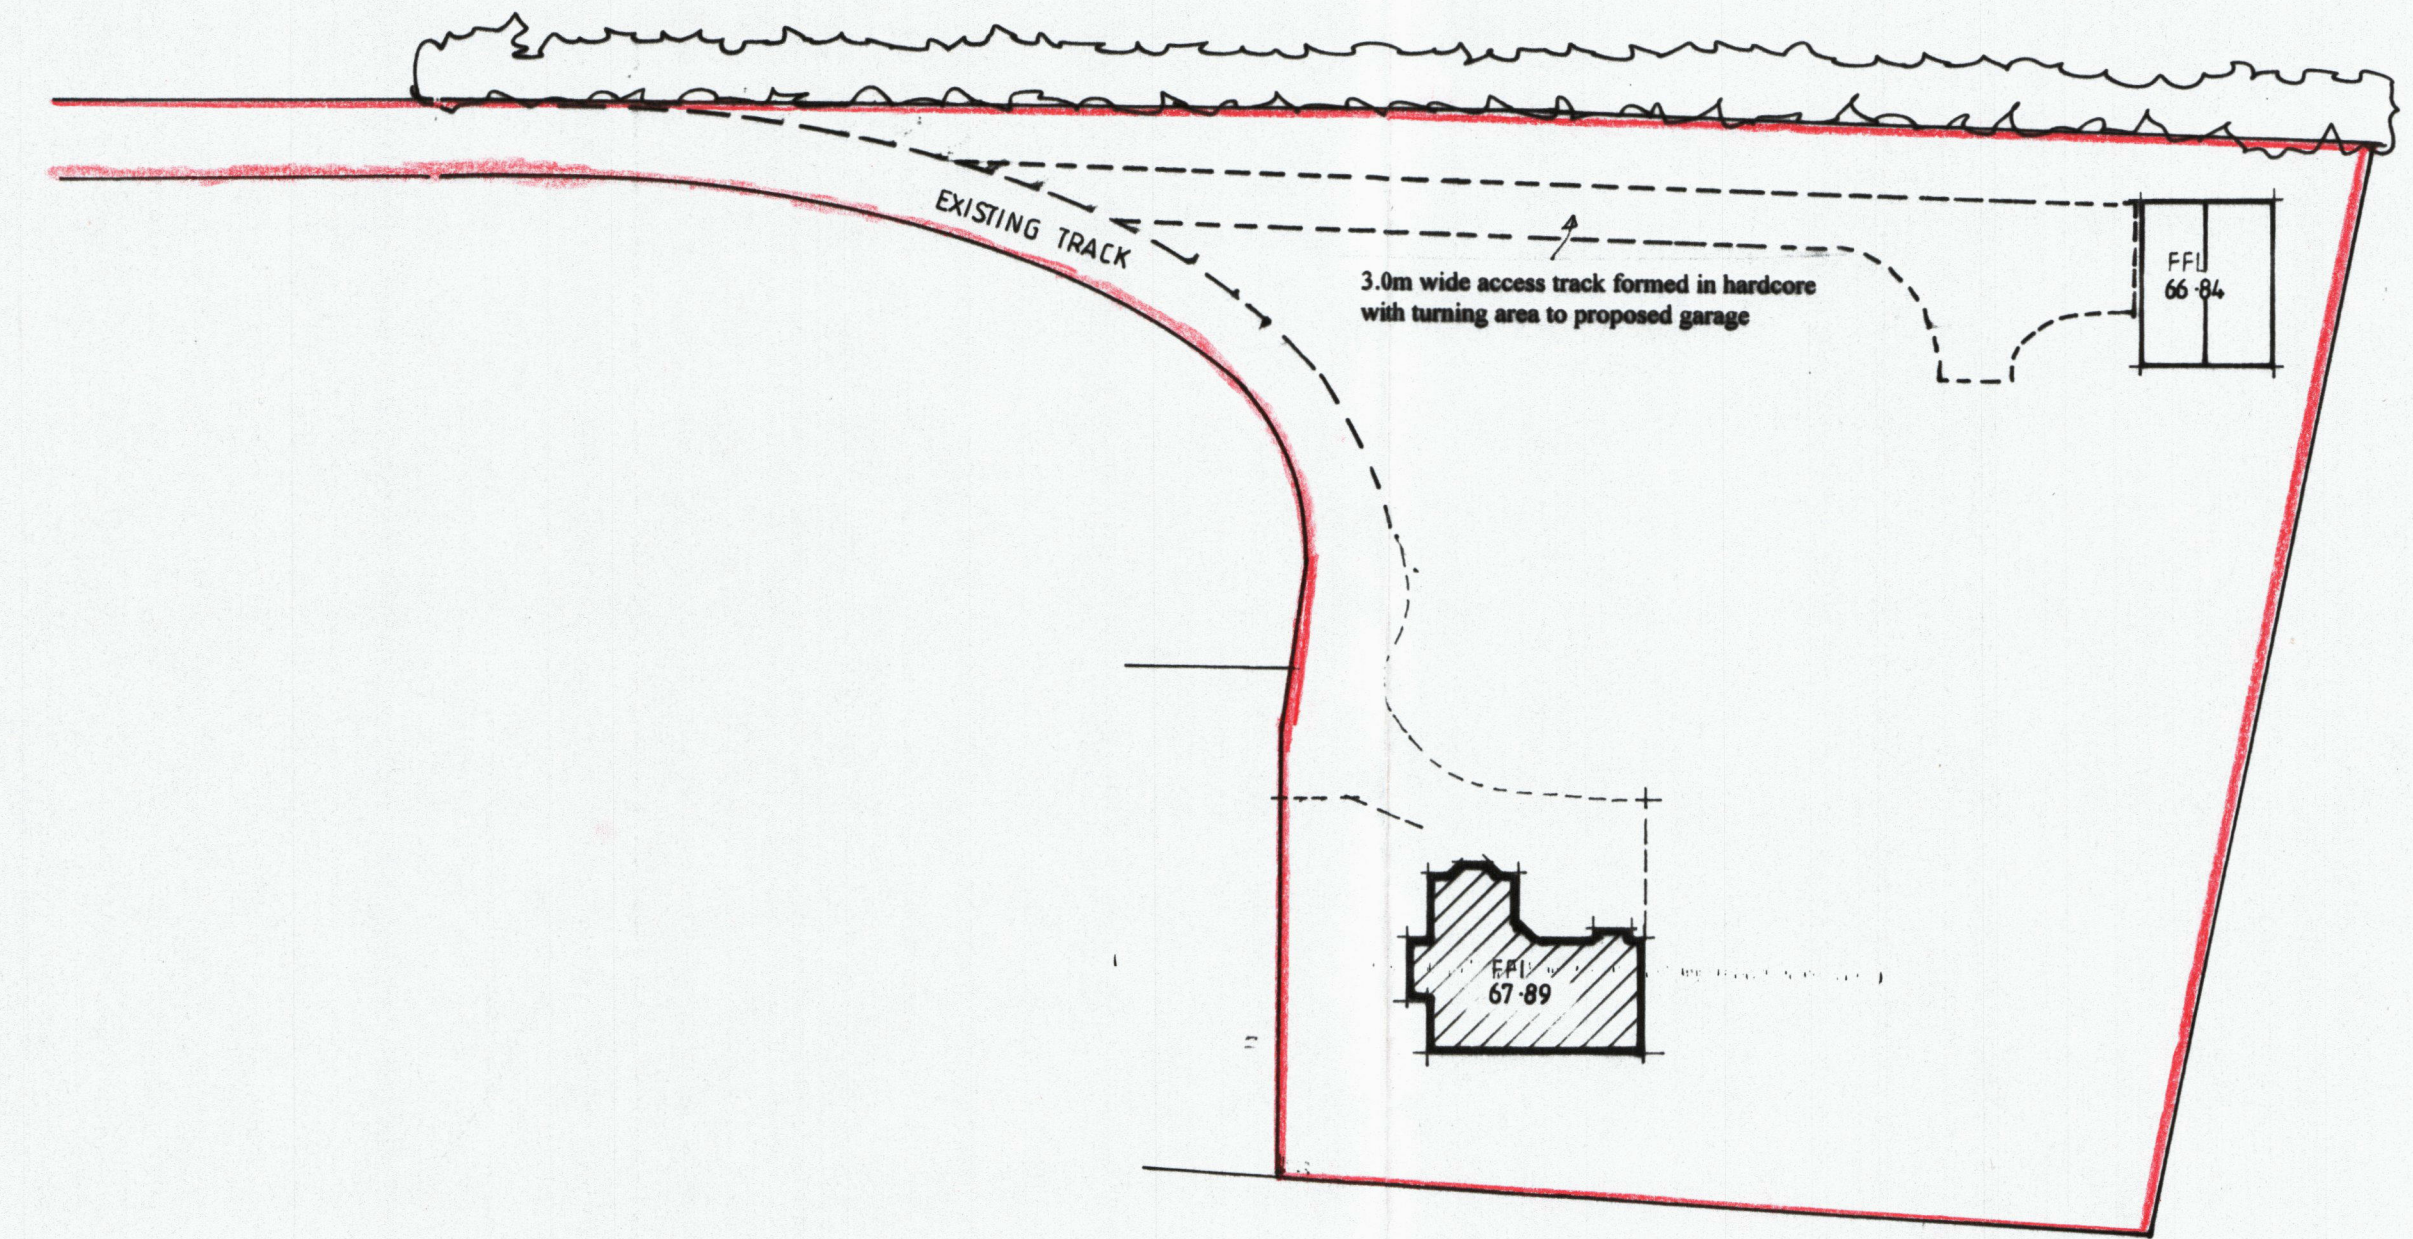 EXISTING TRACK
3.0m wide access track formed in hardcore
with turning area to proposed garage
FFL
66.84
FFL
67.89